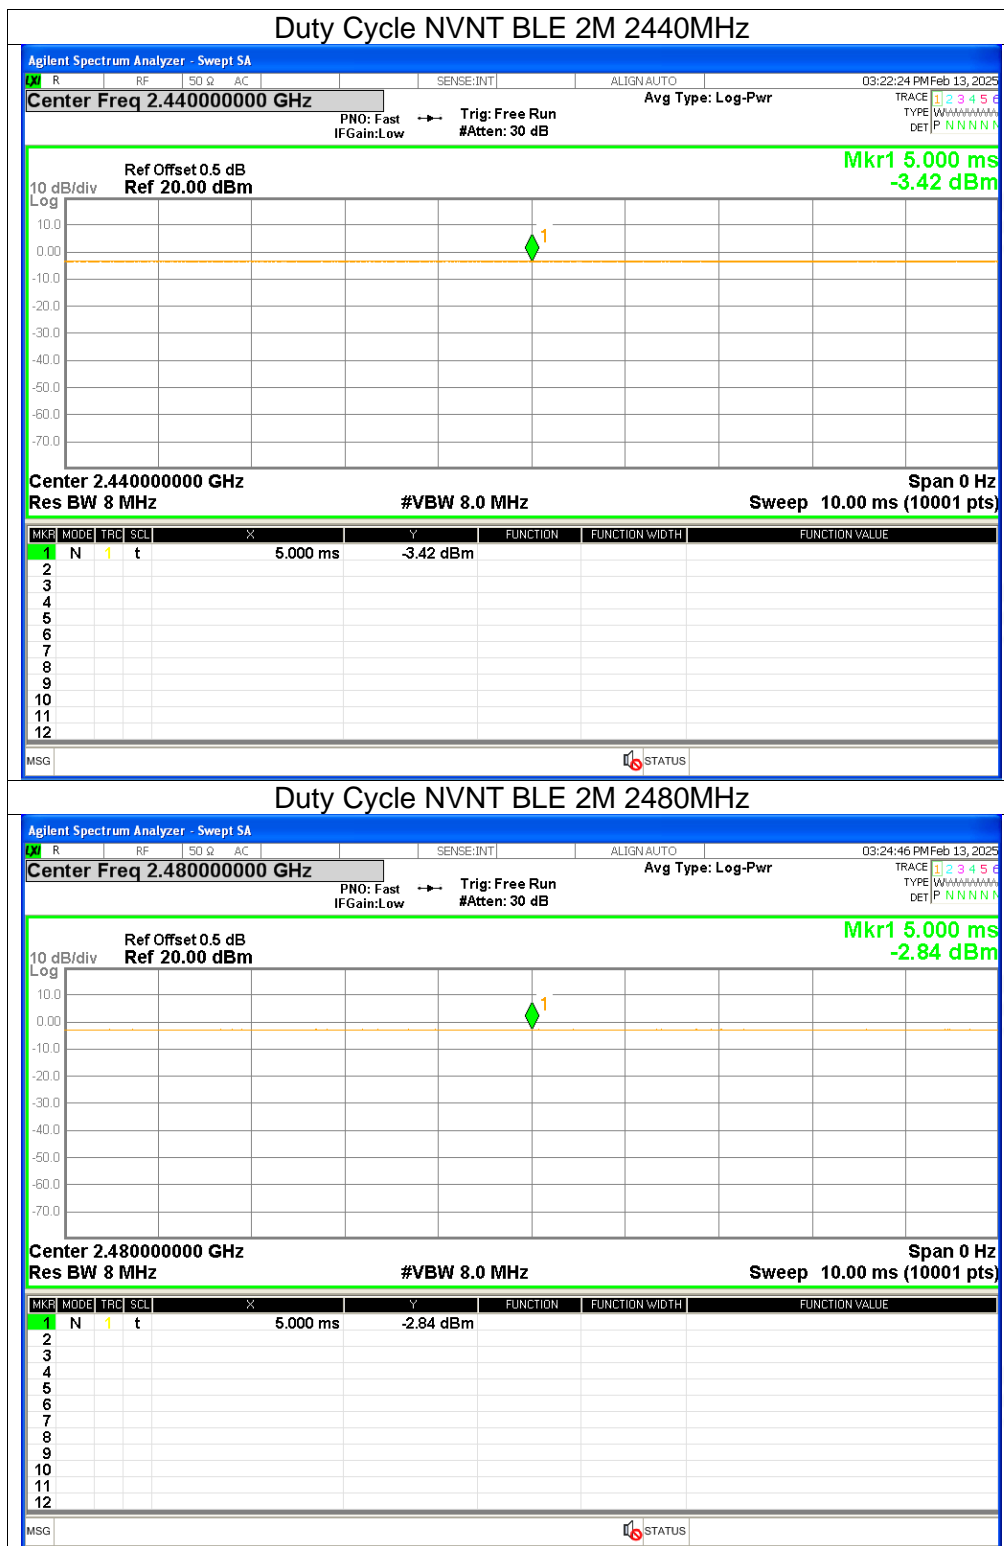 Duty Cycle NVNT BLE 2M 2440MHz
Agilent Spectrum Analyzer - Swept SA
LXI R RF 50 Ω AC SENSE:INT ALIGN AUTO 03:22:24 PM Feb 13, 2025
Center Freq 2.440000000 GHz Avg Type: Log-Pwr TRACE 1 2 3 4 5 6
PNO: Fast Trig: Free Run TYPE W
IFGain:Low #Atten: 30 dB DET P N N N N N
Mkr1 5.000 ms
Ref Offset 0.5 dB
10 dB/div Ref 20.00 dBm -3.42 dBm
Log
10.0
1
0.00
-10.0
-20.0
-30.0
-40.0
-50.0
-60.0
-70.0
Center 2.440000000 GHz Span 0 Hz
Res BW 8 MHz #VBW 8.0 MHz Sweep 10.00 ms (10001 pts)
MKR MODE TRC SCL X Y FUNCTION FUNCTION WIDTH FUNCTION VALUE
1 N 1 t 5.000 ms -3.42 dBm
2
3
4
5
6
7
8
9
10
11
12
MSG STATUS
Duty Cycle NVNT BLE 2M 2480MHz
Agilent Spectrum Analyzer - Swept SA
LXI R RF 50 Ω AC SENSE:INT ALIGN AUTO 03:24:46 PM Feb 13, 2025
Center Freq 2.480000000 GHz Avg Type: Log-Pwr TRACE 1 2 3 4 5 6
PNO: Fast Trig: Free Run TYPE W
IFGain:Low #Atten: 30 dB DET P N N N N N
Mkr1 5.000 ms
Ref Offset 0.5 dB
10 dB/div Ref 20.00 dBm -2.84 dBm
Log
10.0
1
0.00
-10.0
-20.0
-30.0
-40.0
-50.0
-60.0
-70.0
Center 2.480000000 GHz Span 0 Hz
Res BW 8 MHz #VBW 8.0 MHz Sweep 10.00 ms (10001 pts)
MKR MODE TRC SCL X Y FUNCTION FUNCTION WIDTH FUNCTION VALUE
1 N 1 t 5.000 ms -2.84 dBm
2
3
4
5
6
7
8
9
10
11
12
MSG STATUS